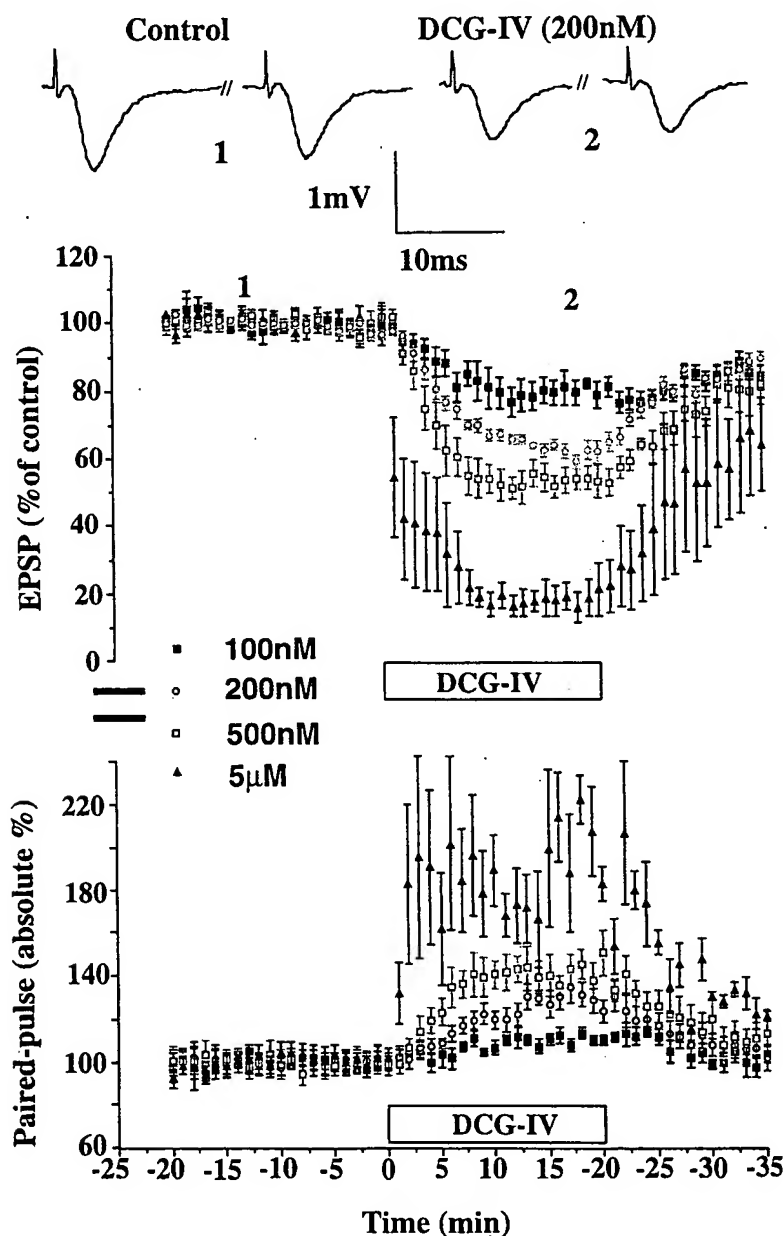 Control DCG-IV (200nM)
// //
1 2
1mV
10ms
EPSP (% of control)
120
100
80
60
40
20
0
1 2
DCG-IV
100nM
200nM
500nM
5µM
Paired-pulse (absolute %)
220
180
140
100
60
DCG-IV
-25 -20 -15 -10 -5 0 5 10 15 -20 -25 -30 -35
Time (min)